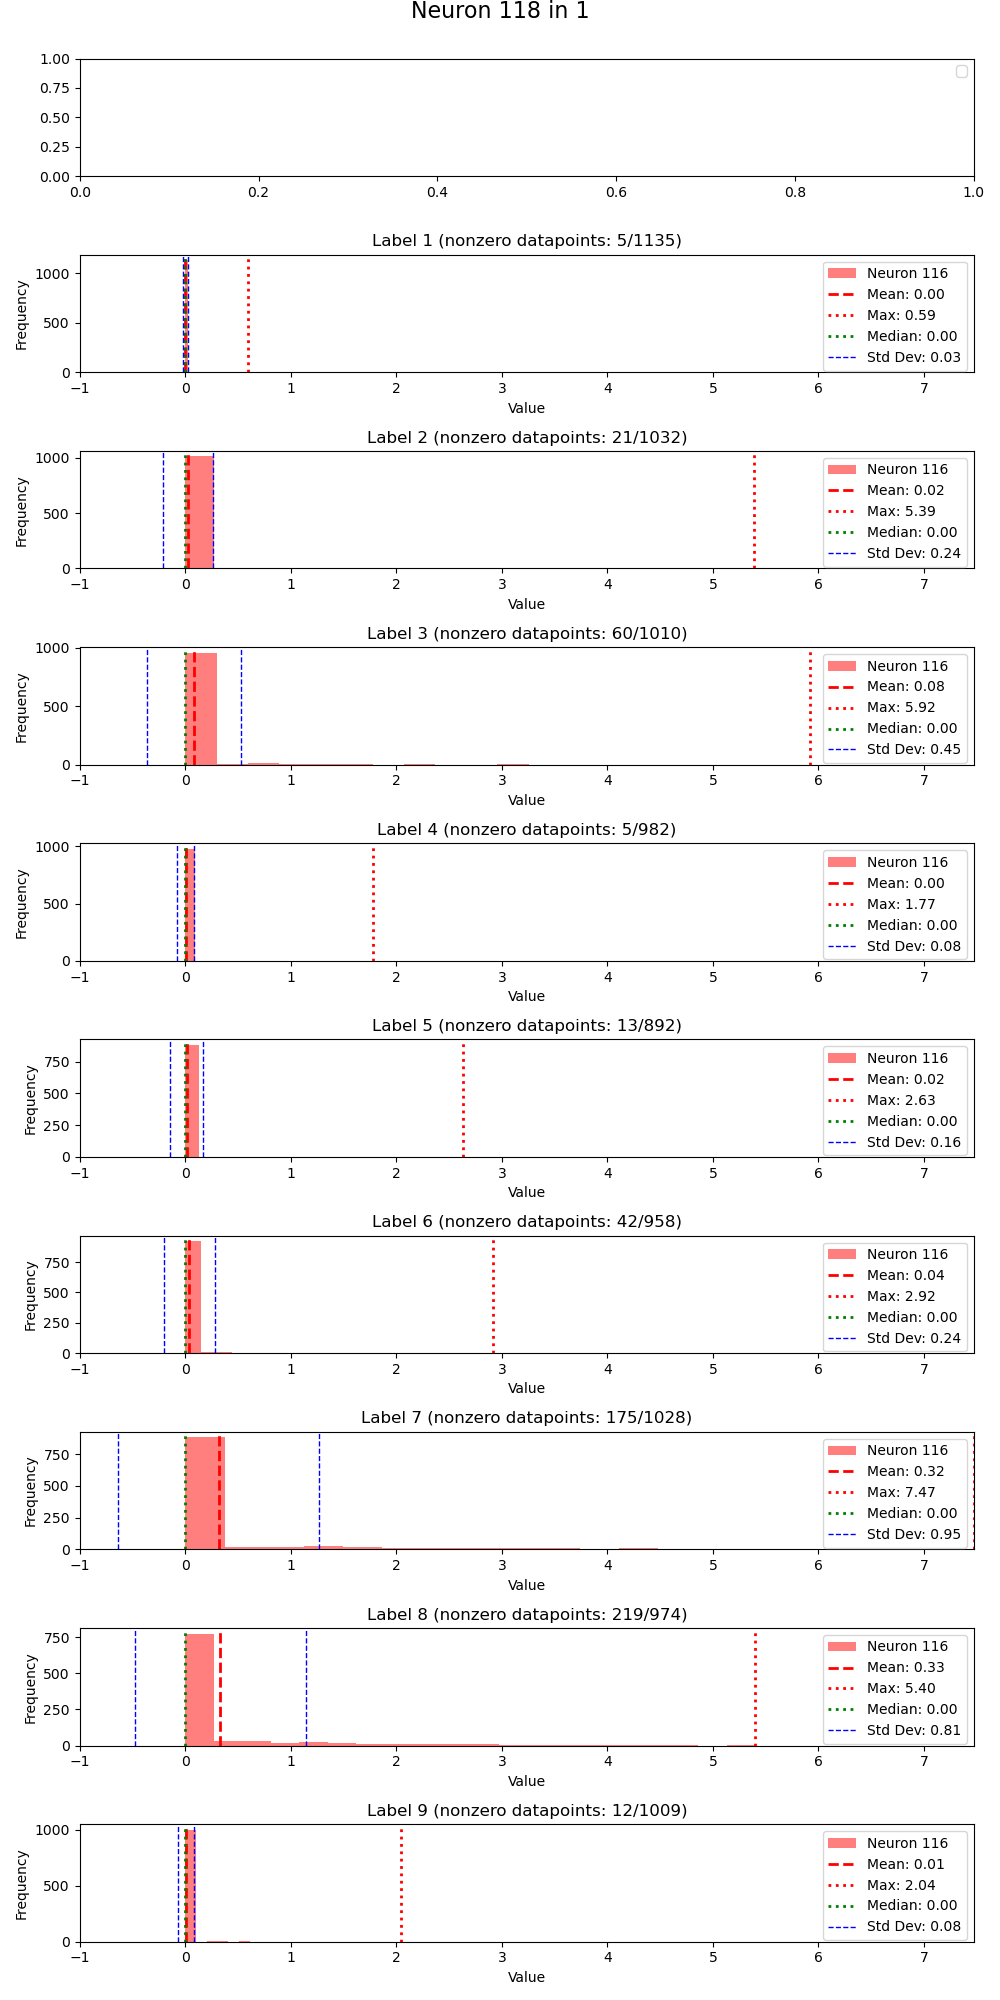 Neuron 118 in 1
1.00
0.75
0.50
0.25
0.00
0.0 0.2 0.4 0.6 0.8 1.0
Label 1 (nonzero datapoints: 5/1135)
Frequency
1000
500
0
Neuron 116
Mean: 0.00
Max: 0.59
Median: 0.00
Std Dev: 0.03
−1 0 1 2 3 4 5 6 7
Value
Label 2 (nonzero datapoints: 21/1032)
Frequency
1000
500
0
Neuron 116
Mean: 0.02
Max: 5.39
Median: 0.00
Std Dev: 0.24
−1 0 1 2 3 4 5 6 7
Value
Label 3 (nonzero datapoints: 60/1010)
Frequency
1000
500
0
Neuron 116
Mean: 0.08
Max: 5.92
Median: 0.00
Std Dev: 0.45
−1 0 1 2 3 4 5 6 7
Value
Label 4 (nonzero datapoints: 5/982)
Frequency
1000
500
0
Neuron 116
Mean: 0.00
Max: 1.77
Median: 0.00
Std Dev: 0.08
−1 0 1 2 3 4 5 6 7
Value
Label 5 (nonzero datapoints: 13/892)
Frequency
750
500
250
0
Neuron 116
Mean: 0.02
Max: 2.63
Median: 0.00
Std Dev: 0.16
−1 0 1 2 3 4 5 6 7
Value
Label 6 (nonzero datapoints: 42/958)
Frequency
750
500
250
0
Neuron 116
Mean: 0.04
Max: 2.92
Median: 0.00
Std Dev: 0.24
−1 0 1 2 3 4 5 6 7
Value
Label 7 (nonzero datapoints: 175/1028)
Frequency
750
500
250
0
Neuron 116
Mean: 0.32
Max: 7.47
Median: 0.00
Std Dev: 0.95
−1 0 1 2 3 4 5 6 7
Value
Label 8 (nonzero datapoints: 219/974)
Frequency
750
500
250
0
Neuron 116
Mean: 0.33
Max: 5.40
Median: 0.00
Std Dev: 0.81
−1 0 1 2 3 4 5 6 7
Value
Label 9 (nonzero datapoints: 12/1009)
Frequency
1000
500
0
Neuron 116
Mean: 0.01
Max: 2.04
Median: 0.00
Std Dev: 0.08
−1 0 1 2 3 4 5 6 7
Value